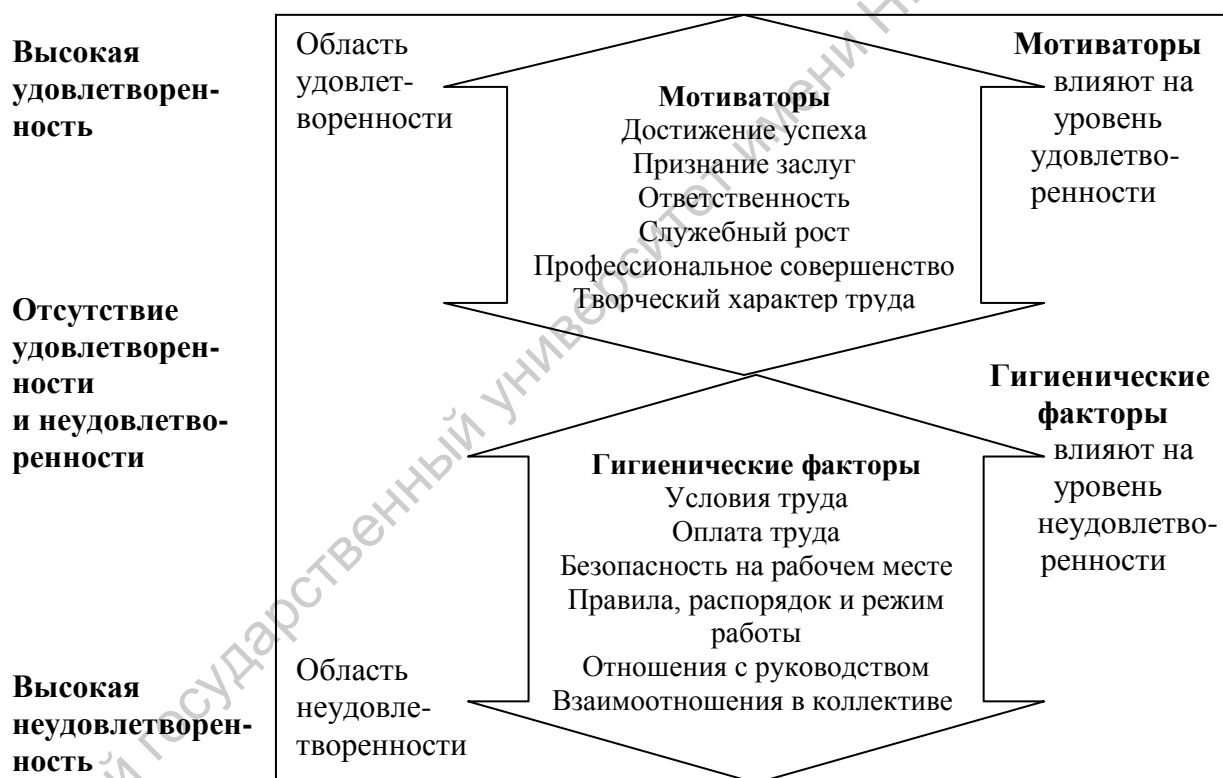 Высокая
удовлетворен-
ность
Область
удовлет-
воренности
Мотиваторы
Достижение успеха
Признание заслуг
Ответственность
Служебный рост
Профессиональное совершенство
Творческий характер труда
Мотиваторы
влияют на
уровень
удовлетво-
ренности
Отсутствие
удовлетворен-
ности
и неудовлетво-
ренности
Гигиенические
факторы
влияют на
уровень
неудовлетво-
ренности
Гигиенические факторы
Условия труда
Оплата труда
Безопасность на рабочем месте
Правила, распорядок и режим
работы
Отношения с руководством
Взаимоотношения в коллективе
Высокая
неудовлетворен-
ность
Область
неудовле-
творенности
государственный университет имени